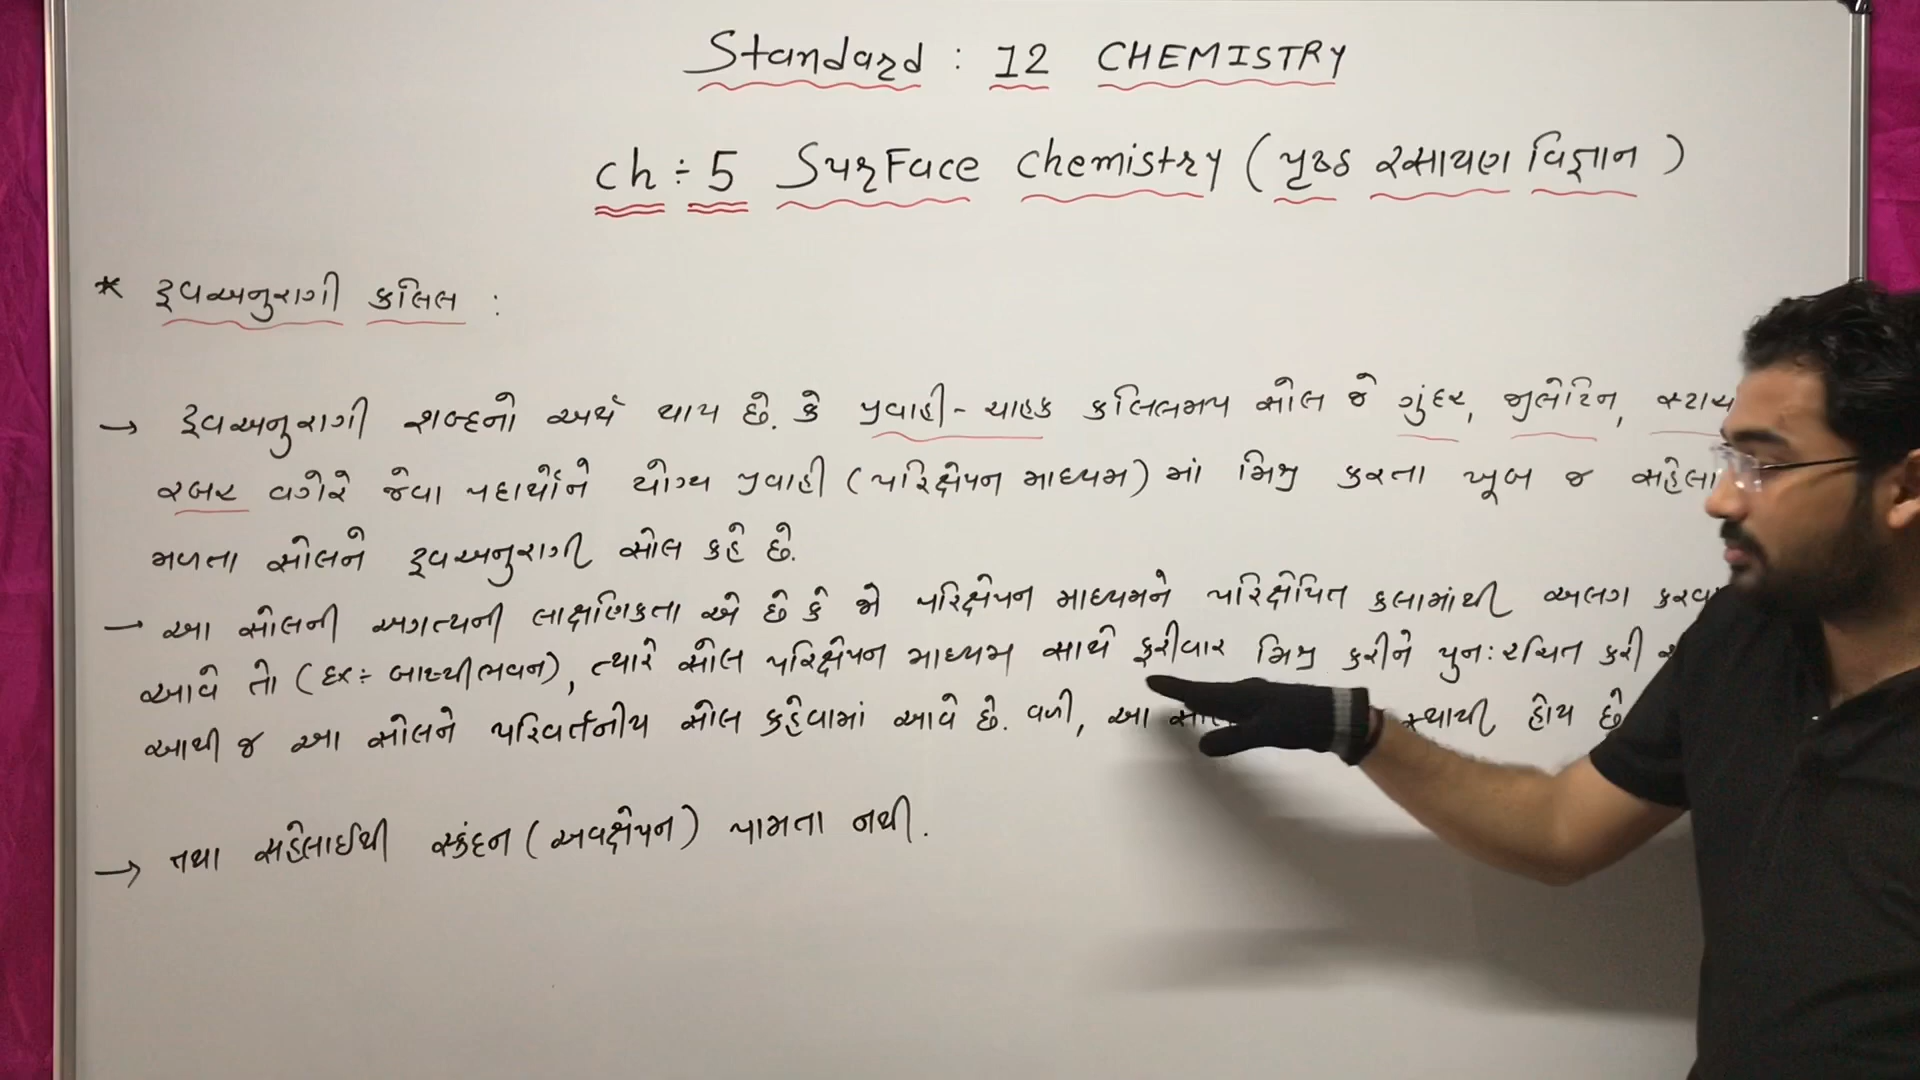 Standard : 12 CHEMISTRY
ch ÷ 5 Surface Chemistry (પૃષ્ઠ રસાયણ વિજ્ઞાન)
* દ્રવઅનુરાગી કલિલ :
→ દ્રવઅનુરાગી શબ્દનો અર્થ થાય છે. કે પ્રવાહી - ચાહક કલિલમય સોલ જે ગુંદર, જીલેટિન,
રબર વગેરે જેવા પદાર્થોને યોગ્ય પ્રવાહી (પરિક્ષેપન માધ્યમ) માં મિશ્ર કરતા ખૂબ જ
મળતા સોલને દ્રવઅનુરાગી સોલ કહે છે.
→ આ સોલની અગત્યની લાક્ષણિકતા એ છે કે જો પરિક્ષેપન માધ્યમને પરિક્ષેપિત કલામાંથી અલગ
આવે તો (દર ÷ બાષ્પીભવન), ત્યારે સોલ પરિક્ષેપન માધ્યમ સાથે ફરીવાર મિશ્ર કરીને પુનઃરચિત કરી
આથી જ આ સોલને પરિવર્તનીય સોલ કહેવામાં આવે છે. વળી, આ સ્થાયી હોય છે
→ તથા સહેલાઈથી સ્કંદન (અવક્ષેપન) પામતા નથી.